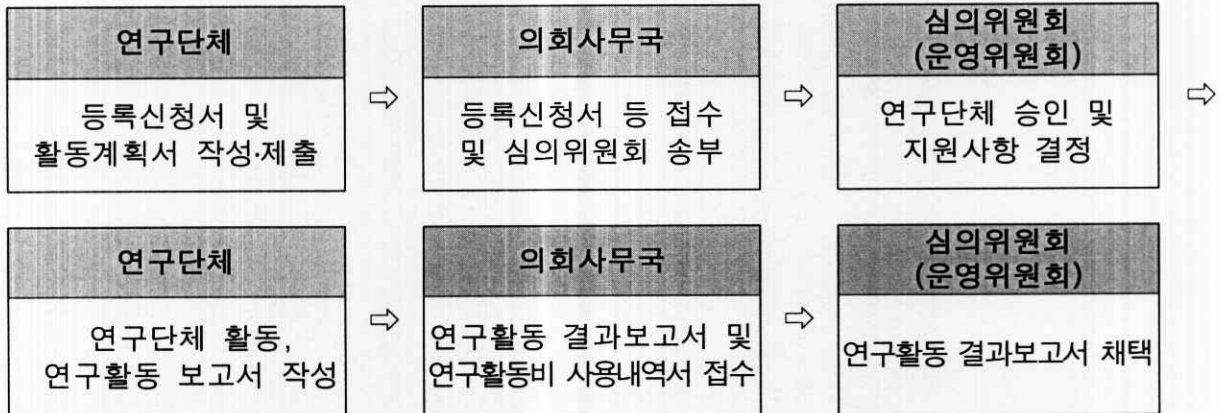 연구단체
등록신청서 및
활동계획서 작성·제출
⇨
의회사무국
등록신청서 등 접수
및 심의위원회 송부
⇨
심의위원회
(운영위원회)
연구단체 승인 및
지원사항 결정
⇨
연구단체
연구단체 활동,
연구활동 보고서 작성
⇨
의회사무국
연구활동 결과보고서 및
연구활동비 사용내역서 접수
⇨
심의위원회
(운영위원회)
연구활동 결과보고서 채택